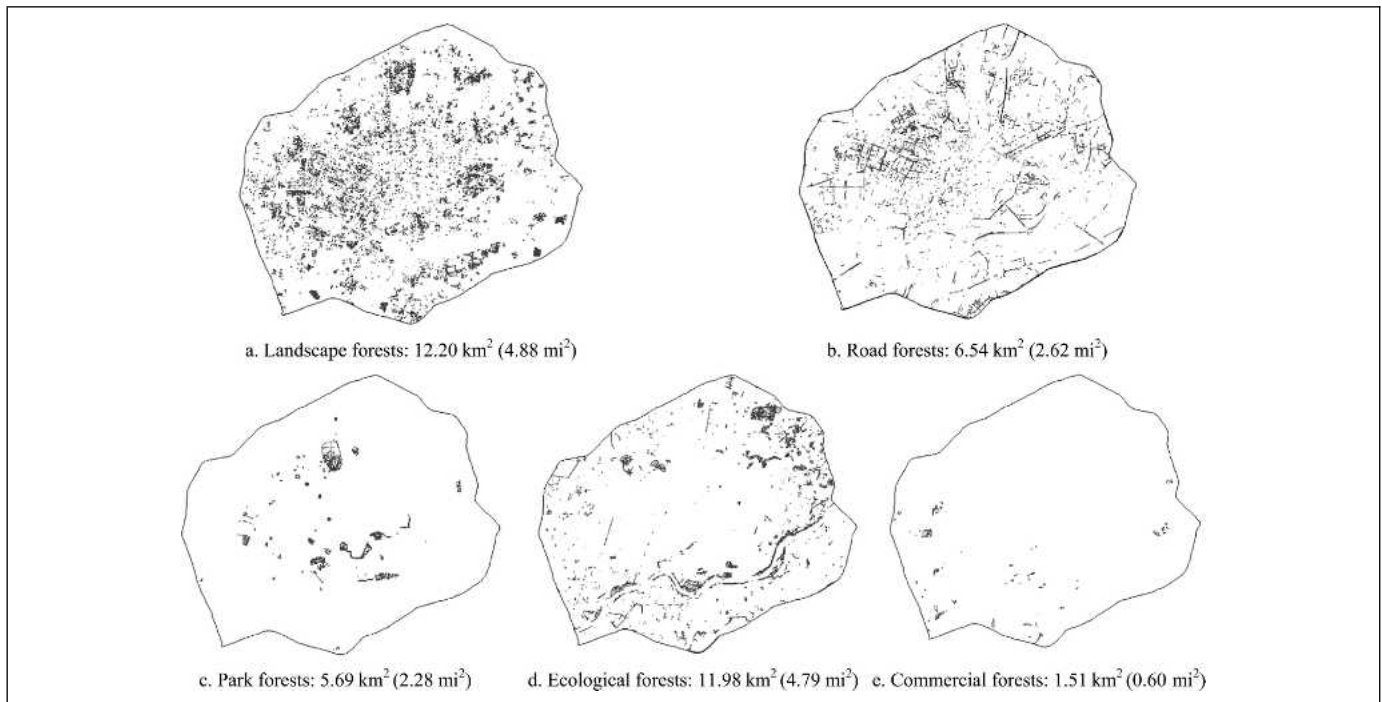 a. Landscape forests: 12.20 km² (4.88 mi²)
b. Road forests: 6.54 km² (2.62 mi²)
c. Park forests: 5.69 km² (2.28 mi²)
d. Ecological forests: 11.98 km² (4.79 mi²)
e. Commercial forests: 1.51 km² (0.60 mi²)